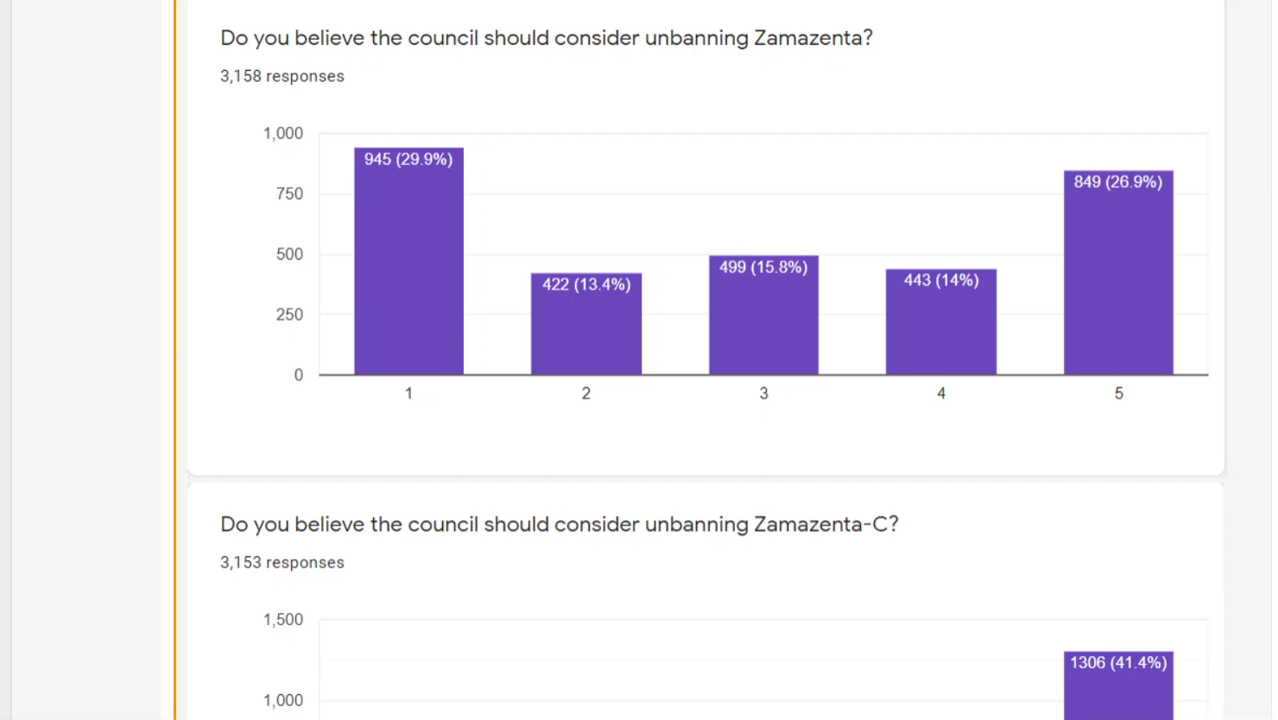 Do you believe the council should consider unbanning Zamazenta?
3,158 responses
1,000
945 (29.9%)
849 (26.9%)
750
500
499 (15.8%)
443 (14%)
422 (13.4%)
250
0
1 2 3 4 5
Do you believe the council should consider unbanning Zamazenta-C?
3,153 responses
1,500
1306 (41.4%)
1,000